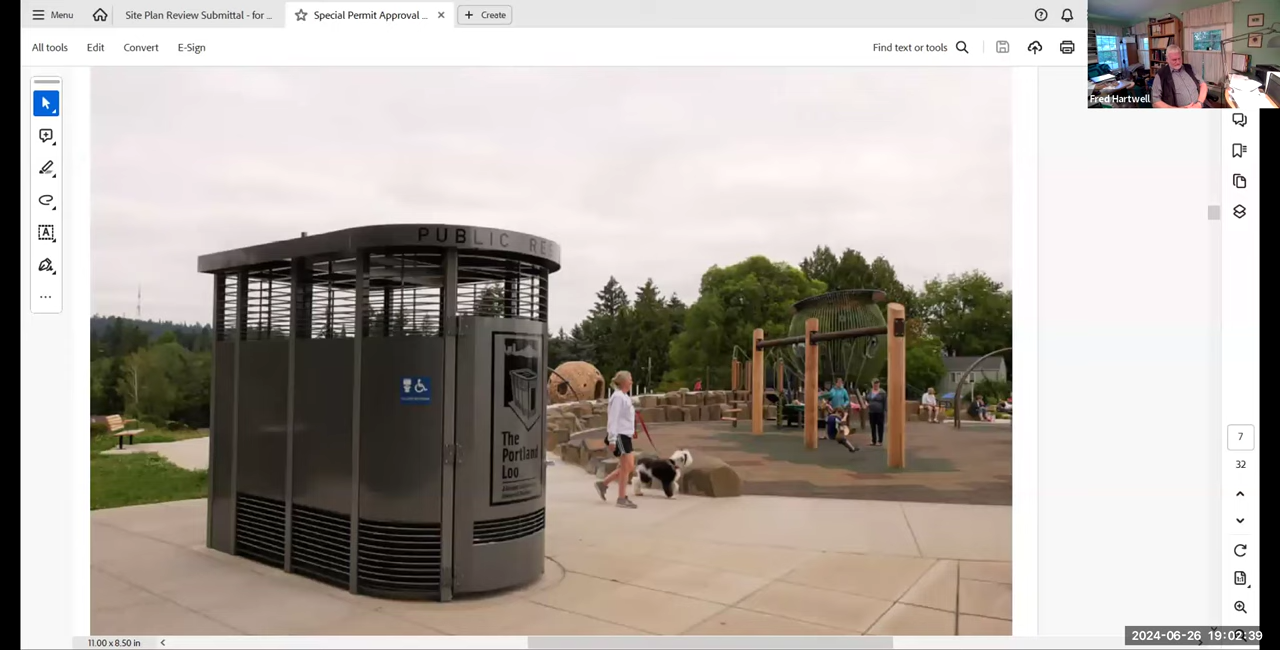 Menu
Site Plan Review Submittal - for ...
Special Permit Approval ...
Create
All tools
Edit
Convert
E-Sign
Find text or tools
Fred Hartwell
PUBLIC RE
The
Portland
Loo
7
32
11.00 x 8.50 in
2024-06-26 19:02:39